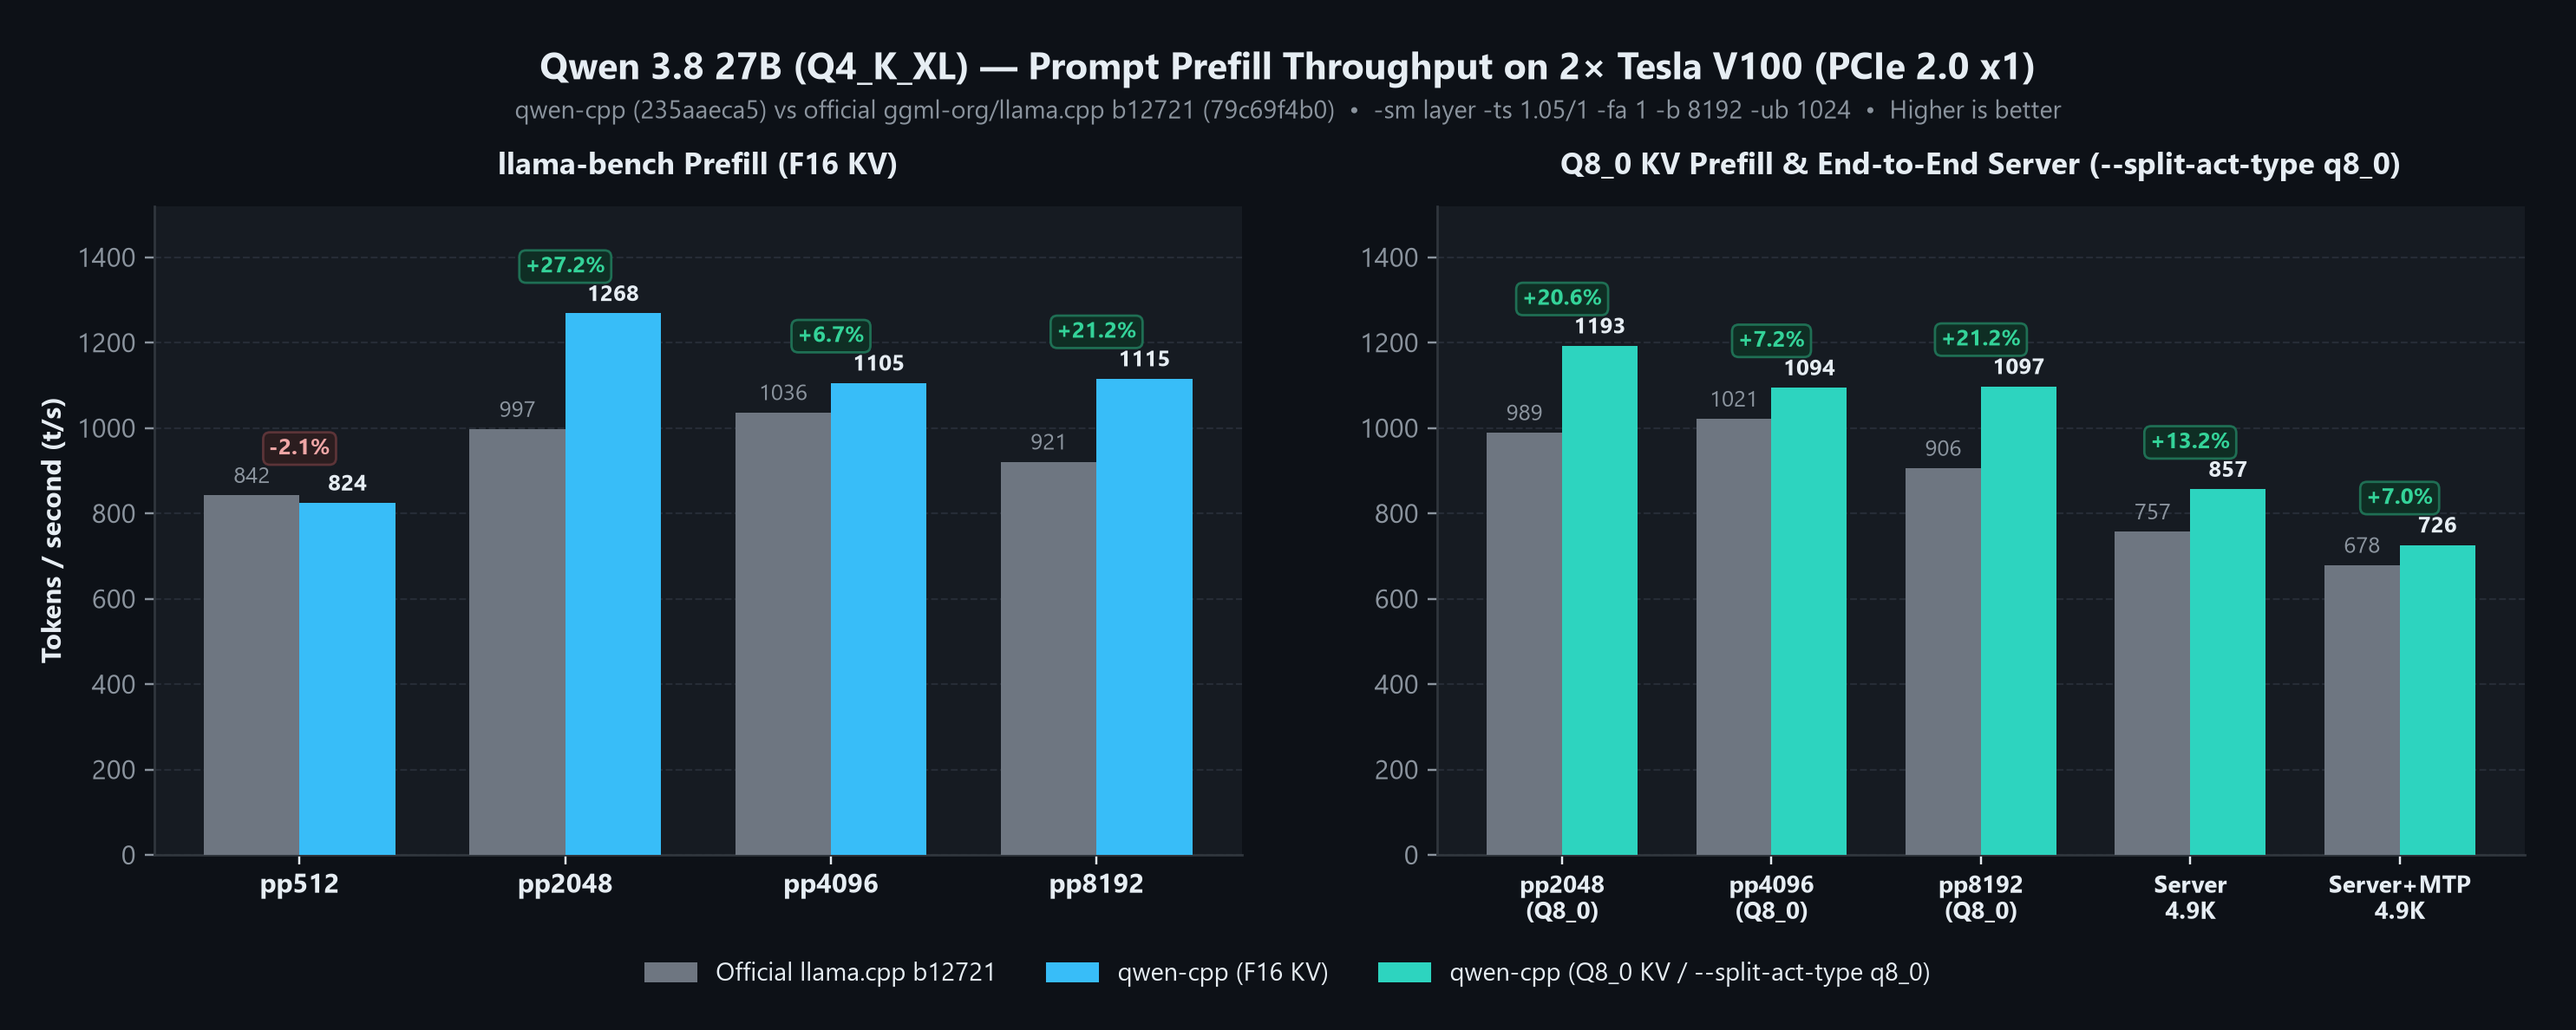 Qwen 3.8 27B (Q4_K_XL) — Prompt Prefill Throughput on 2× Tesla V100 (PCIe 2.0 x1)
qwen-cpp (235aaeca5) vs official ggml-org/llama.cpp b12721 (79c69f4b0) • -sm layer -ts 1.05/1 -fa 1 -b 8192 -ub 1024 • Higher is better
llama-bench Prefill (F16 KV)
Tokens / second (t/s)
1400
1200
1000
800
600
400
200
0
-2.1%
842
824
+27.2%
997
1268
+6.7%
1036
1105
+21.2%
921
1115
pp512
pp2048
pp4096
pp8192
Q8_0 KV Prefill & End-to-End Server (--split-act-type q8_0)
1400
1200
1000
800
600
400
200
0
+20.6%
989
1193
+7.2%
1021
1094
+21.2%
906
1097
+13.2%
757
857
+7.0%
678
726
pp2048
(Q8_0)
pp4096
(Q8_0)
pp8192
(Q8_0)
Server
4.9K
Server+MTP
4.9K
Official llama.cpp b12721
qwen-cpp (F16 KV)
qwen-cpp (Q8_0 KV / --split-act-type q8_0)